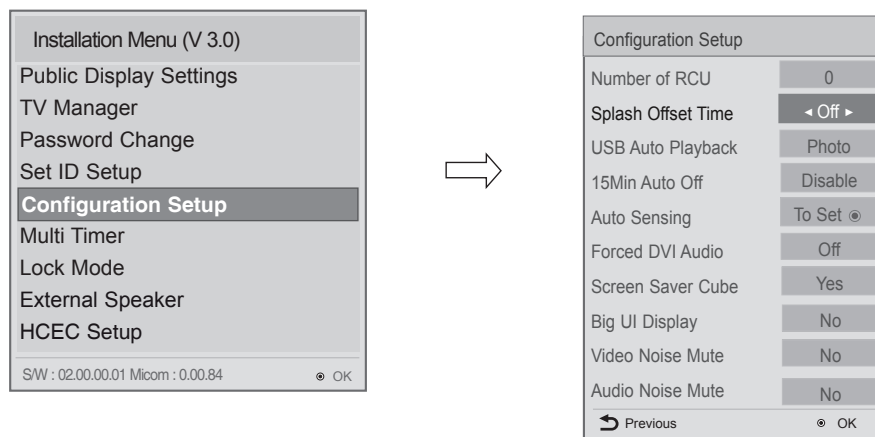 Installation Menu (V 3.0)
Public Display Settings
TV Manager
Password Change
Set ID Setup
Configuration Setup
Multi Timer
Lock Mode
External Speaker
HCEC Setup
S/W : 02.00.00.01 Micom : 0.00.84 ◉ OK
Configuration Setup
Number of RCU 0
Splash Offset Time ◄ Off ►
USB Auto Playback Photo
15Min Auto Off Disable
Auto Sensing To Set ◉
Forced DVI Audio Off
Screen Saver Cube Yes
Big UI Display No
Video Noise Mute No
Audio Noise Mute No
Previous ◉ OK